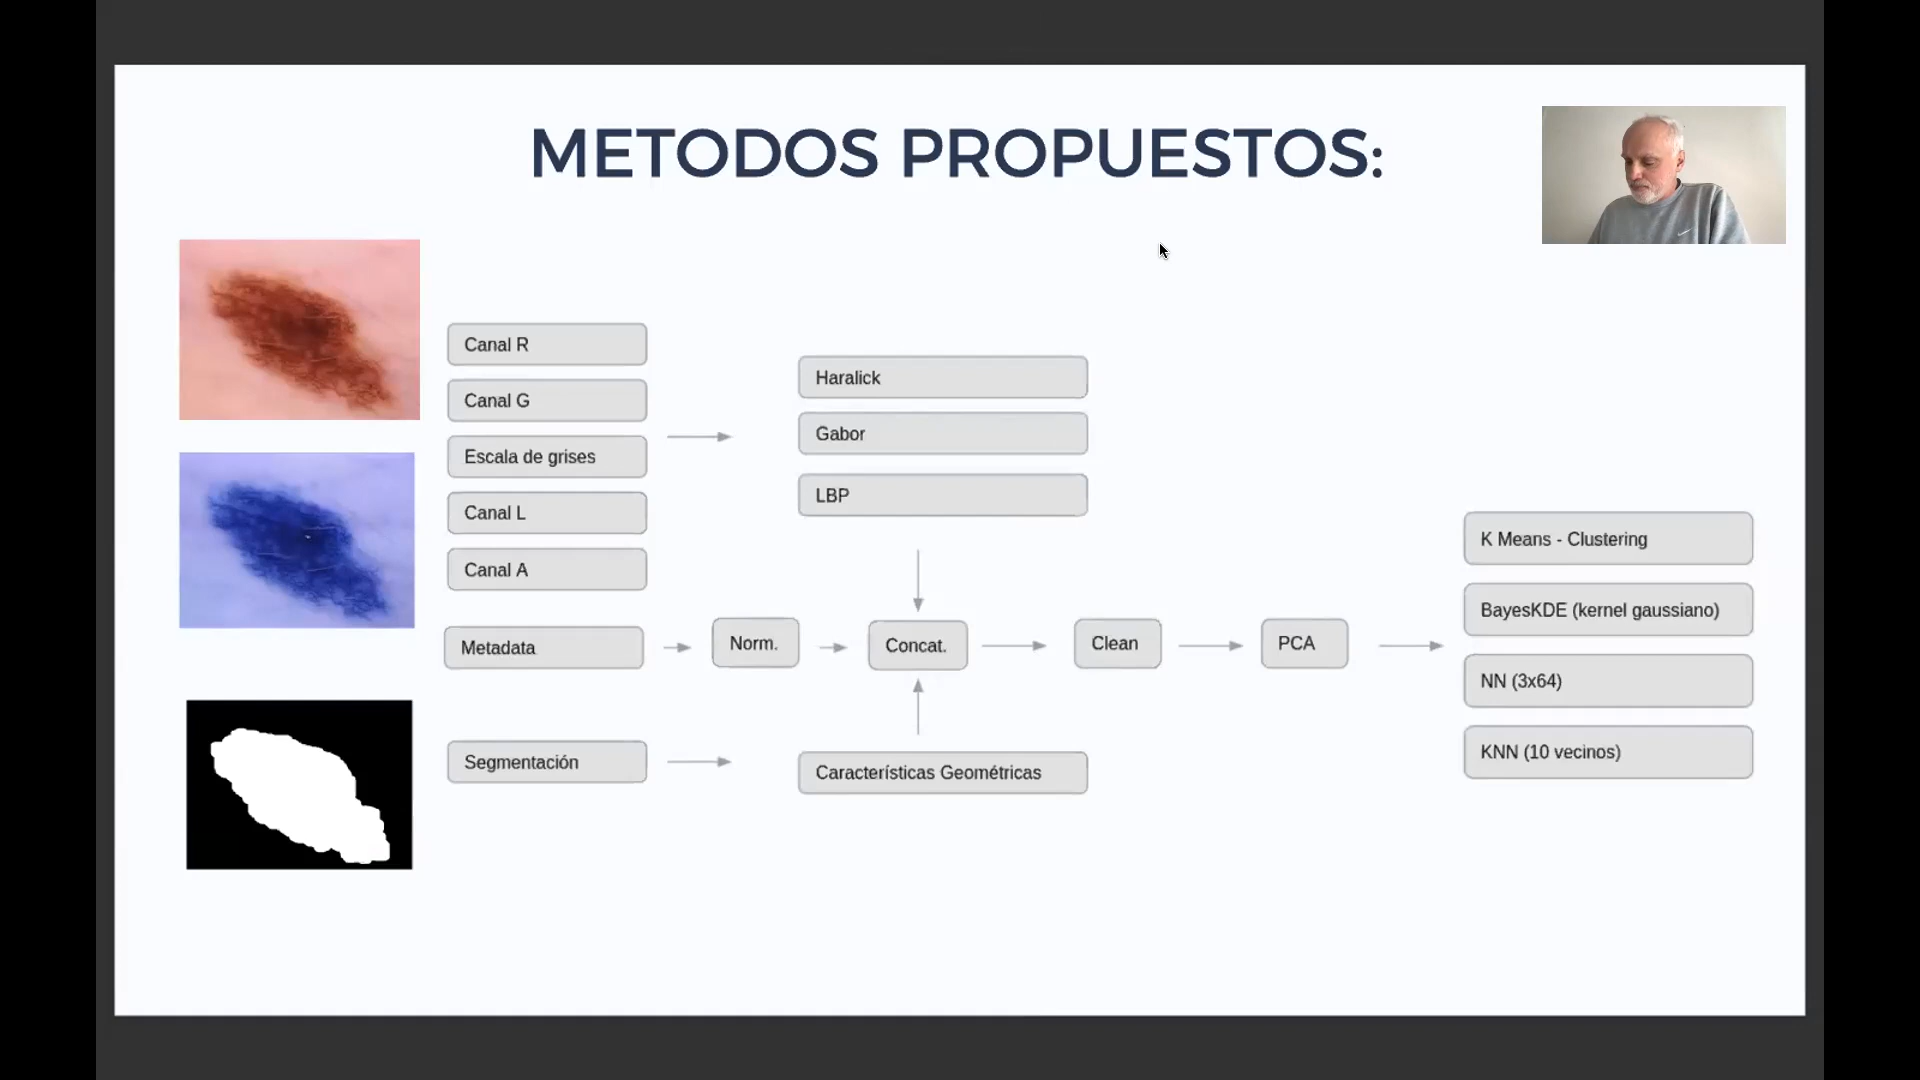 METODOS PROPUESTOS:
Canal R
Canal G
Escala de grises
Canal L
Canal A
Haralick
Gabor
LBP
Metadata
Norm.
Concat.
Clean
PCA
Segmentación
Características Geométricas
K Means - Clustering
BayesKDE (kernel gaussiano)
NN (3x64)
KNN (10 vecinos)